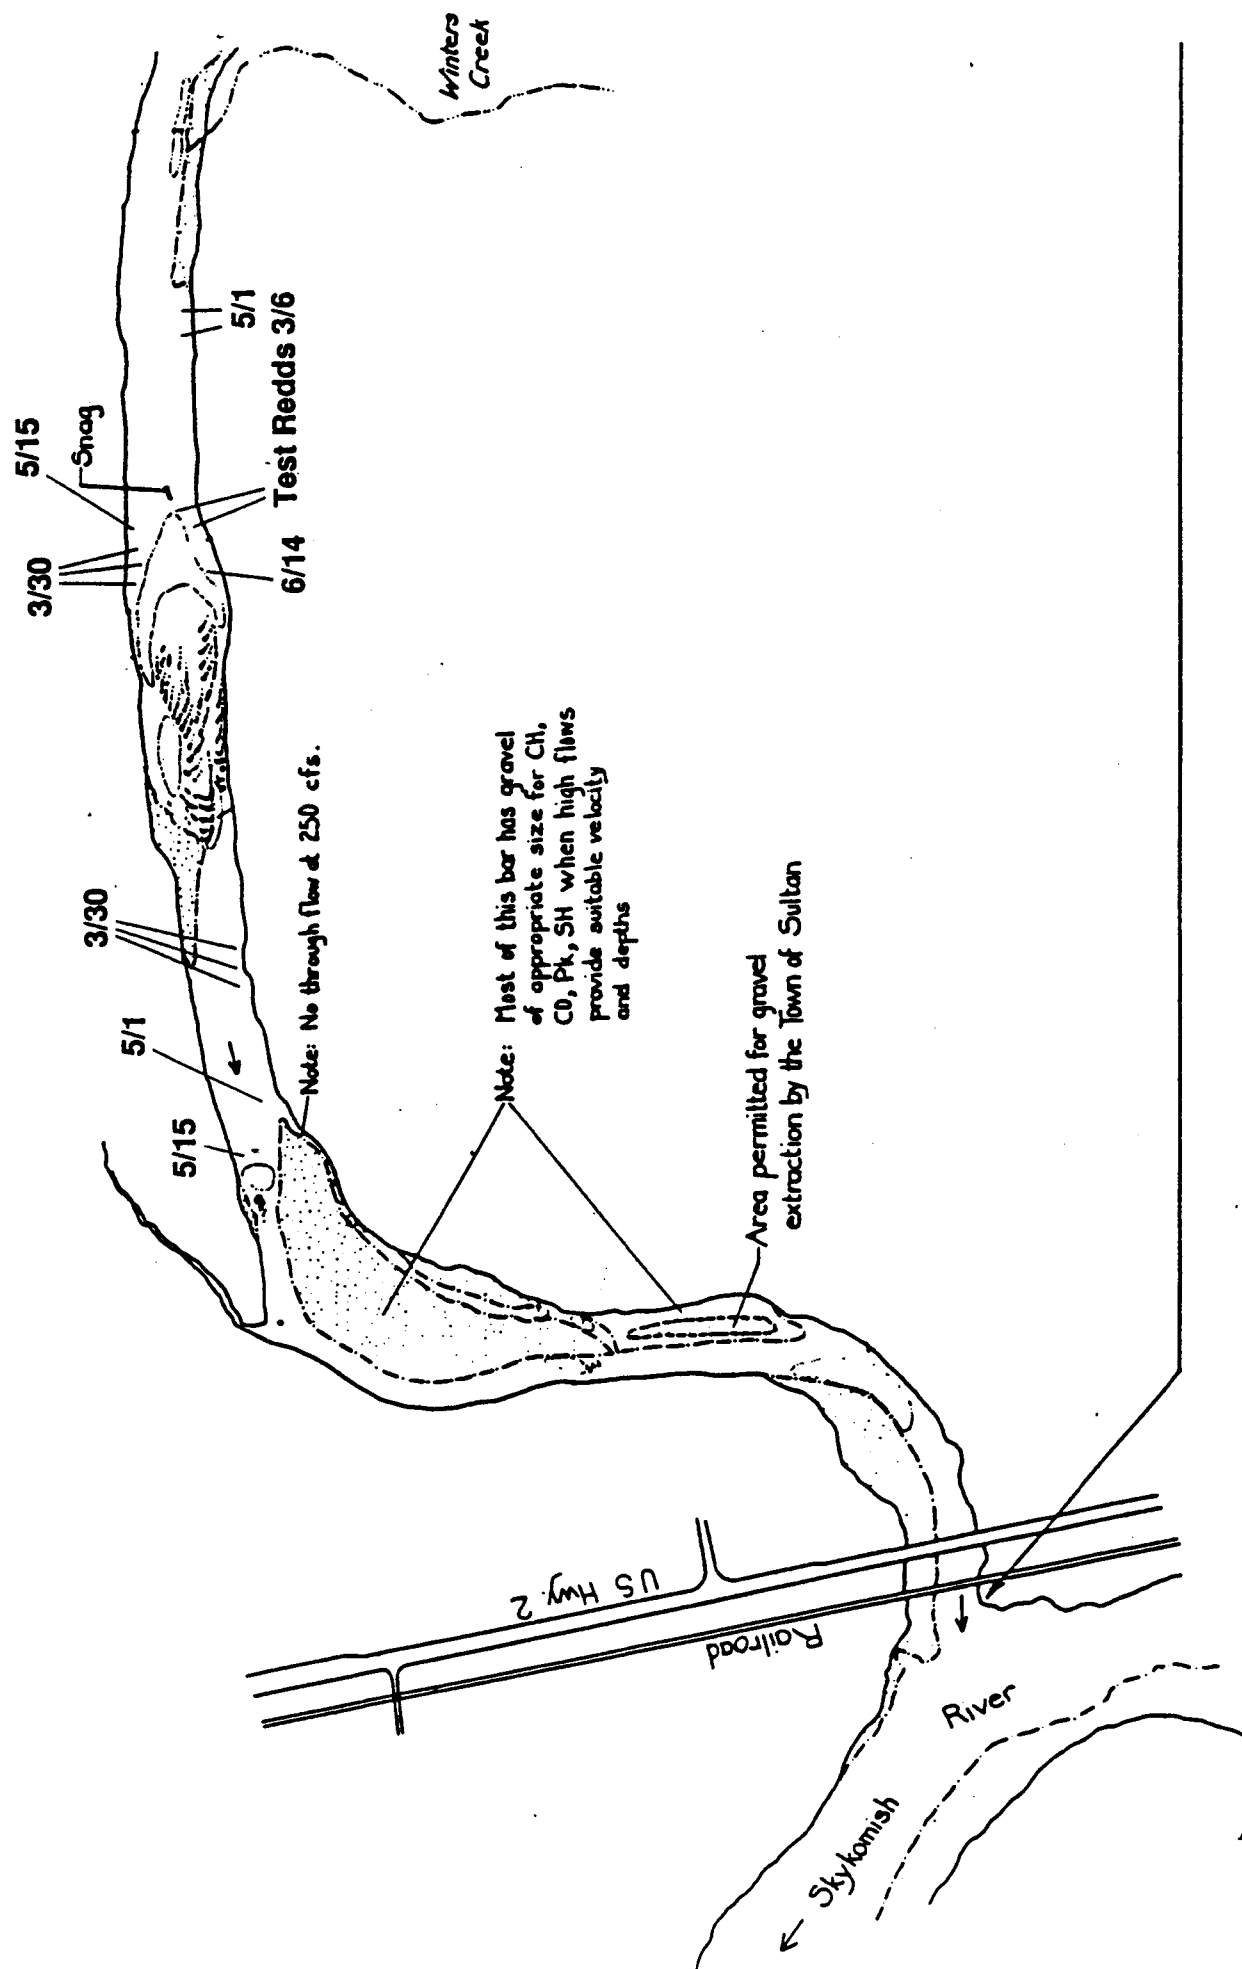 Winters
Creek
5/1
Test Redds 3/6
5/15
Snag
3/30
6/14
3/30
5/1
5/15
Note: No through flow at 250 cfs.
Note: Most of this bar has gravel
of appropriate size for CH,
CO, Pk, SH when high flows
provide suitable velocity
and depths
Area permitted for gravel
extraction by the Town of Sultan
US Hwy. 2
Railroad
Skykomish River